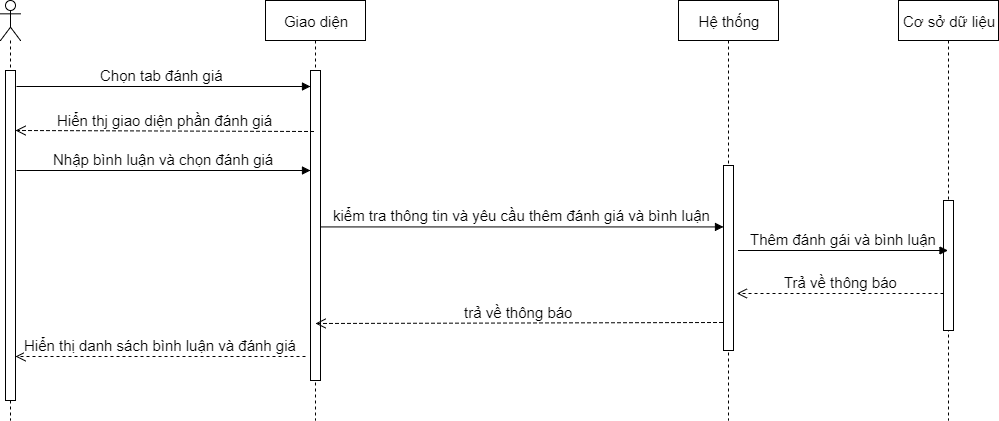 Giao diện
Hệ thống
Cơ sở dữ liệu
Chọn tab đánh giá
Hiển thj giao diện phần đánh giá
Nhập bình luận và chọn đánh giá
kiểm tra thông tin và yêu cầu thêm đánh giá và bình luận
Thêm đánh gái và bình luận
Trả về thông báo
trả về thông báo
Hiển thị danh sách bình luận và đánh giá